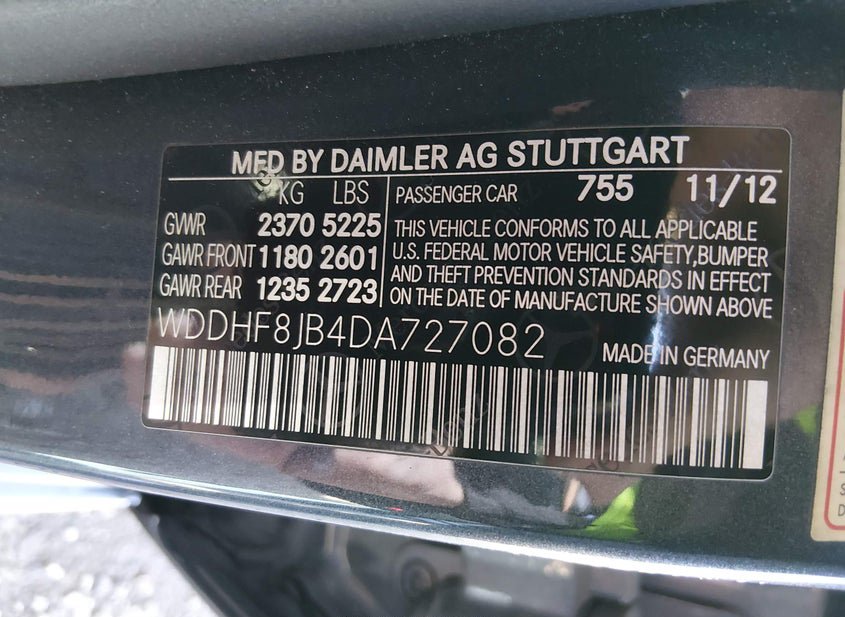 MFD BY DAIMLER AG STUTTGART
KG LBS
GVWR 2370 5225
GAWR FRONT 1180 2601
GAWR REAR 1235 2723
PASSENGER CAR 755 11/12
THIS VEHICLE CONFORMS TO ALL APPLICABLE
U.S. FEDERAL MOTOR VEHICLE SAFETY,BUMPER
AND THEFT PREVENTION STANDARDS IN EFFECT
ON THE DATE OF MANUFACTURE SHOWN ABOVE
WDDHF8JB4DA727082
MADE IN GERMANY